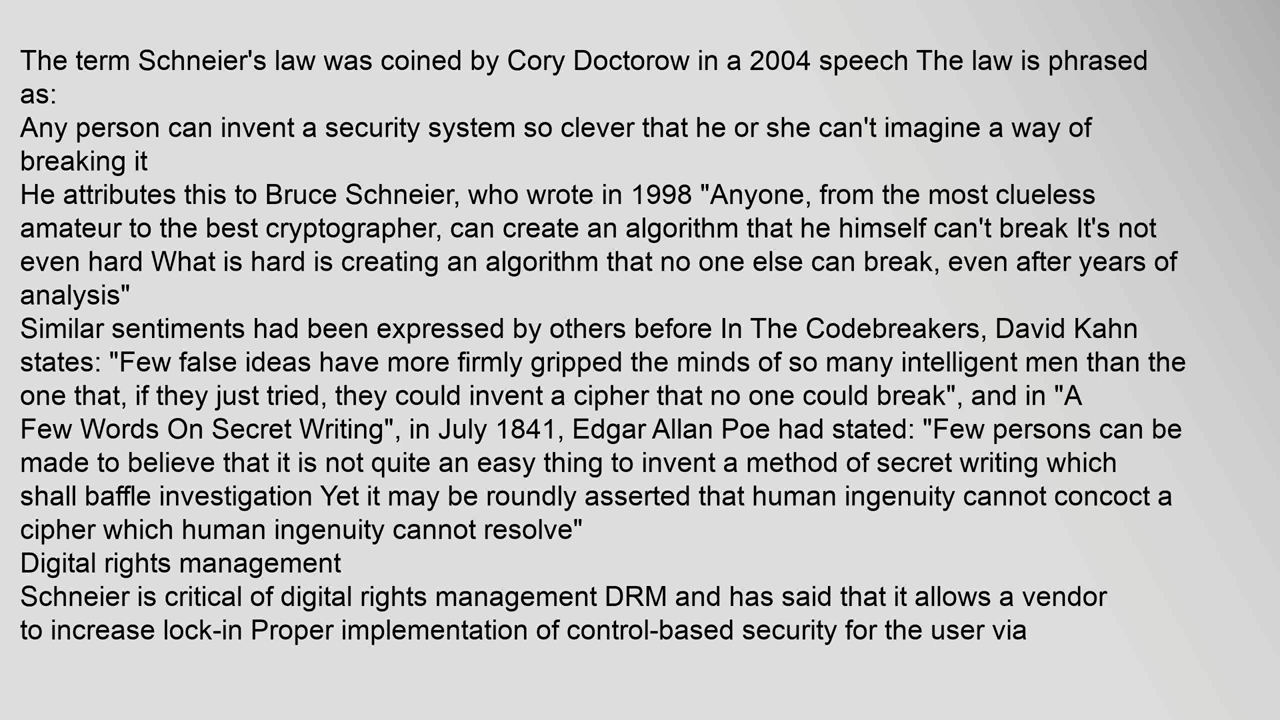 The term Schneier's law was coined by Cory Doctorow in a 2004 speech The law is phrased
as:
Any person can invent a security system so clever that he or she can't imagine a way of
breaking it
He attributes this to Bruce Schneier, who wrote in 1998 "Anyone, from the most clueless
amateur to the best cryptographer, can create an algorithm that he himself can't break It's not
even hard What is hard is creating an algorithm that no one else can break, even after years of
analysis"
Similar sentiments had been expressed by others before In The Codebreakers, David Kahn
states: "Few false ideas have more firmly gripped the minds of so many intelligent men than the
one that, if they just tried, they could invent a cipher that no one could break", and in "A
Few Words On Secret Writing", in July 1841, Edgar Allan Poe had stated: "Few persons can be
made to believe that it is not quite an easy thing to invent a method of secret writing which
shall baffle investigation Yet it may be roundly asserted that human ingenuity cannot concoct a
cipher which human ingenuity cannot resolve"
Digital rights management
Schneier is critical of digital rights management DRM and has said that it allows a vendor
to increase lock-in Proper implementation of control-based security for the user via